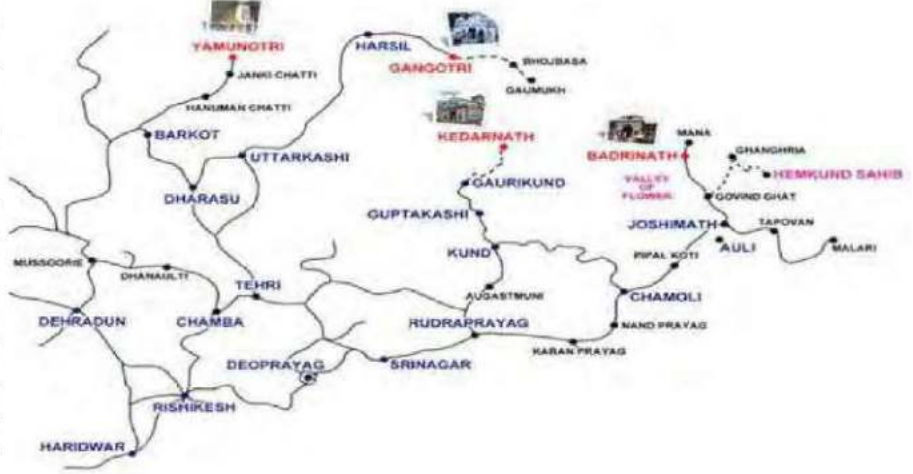 YAMUNOTRI
JANKI CHATTI
HANUMAN CHATTI
BARKOT
HARSIL
GANGOTRI
BHOJBASA
GAUMUKH
UTTARKASHI
DHARASU
KEDARNATH
GAURIKUND
GUPTAKASHI
KUND
AUGASTMUNI
MANA
BADRINATH
GHANGHRIA
HEMKUND SAHIB
VALLEY
OF
FLOWER
GOVIND GHAT
JOSHIMATH
TAPOVAN
AULI
MALARI
PIPAL KOTI
CHAMOLI
NAND PRAYAG
KARAN PRAYAG
RUDRAPRAYAG
SRINAGAR
DEOPRAYAG
MUSSOORIE
DHANAULTI
TEHRI
CHAMBA
DEHRADUN
RISHIKESH
HARIDWAR